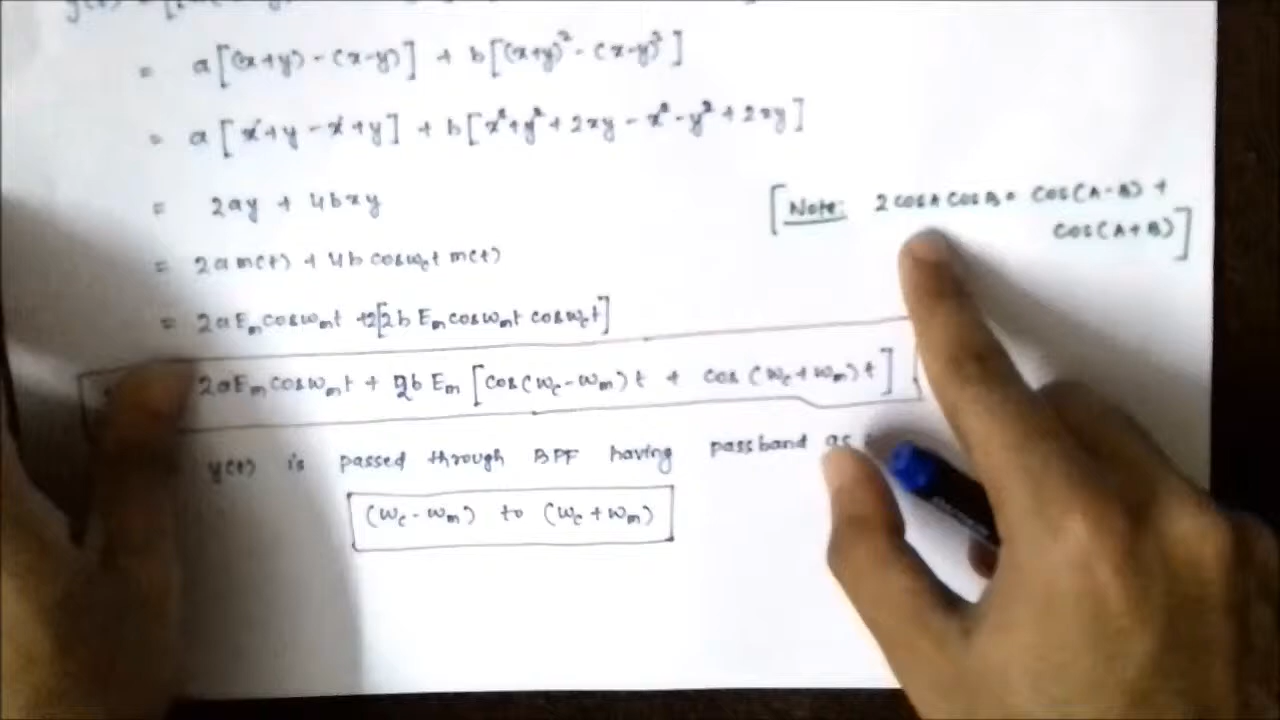 = a[(x+y) - (x-y)] + b[(x+y)² - (x-y)²]
= a[x+y - x+y] + b[x²+y²+2xy - x²-y²+2xy]
= 2ay + 4bxy
[Note: 2cosA cosB = cos(A-B) +
cos(A+B)]
= 2am(t) + 4b cosω_ct m(t)
= 2aE_m cosω_mt +2[2b E_m cosω_mt cosω_ct]
2aE_m cosω_mt + 2b E_m [cos(ω_c-ω_m)t + cos(ω_c+ω_m)t]
y(t) is passed through BPF having passband as
(ω_c-ω_m) to (ω_c+ω_m)